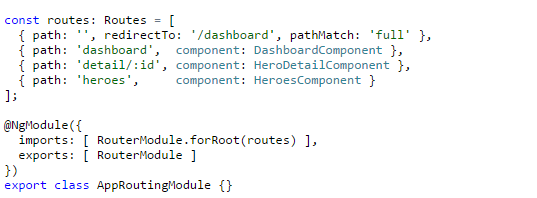 const routes: Routes = [
  { path: '', redirectTo: '/dashboard', pathMatch: 'full' },
  { path: 'dashboard',  component: DashboardComponent },
  { path: 'detail/:id', component: HeroDetailComponent },
  { path: 'heroes',     component: HeroesComponent }
];

@NgModule({
  imports: [ RouterModule.forRoot(routes) ],
  exports: [ RouterModule ]
})
export class AppRoutingModule {}